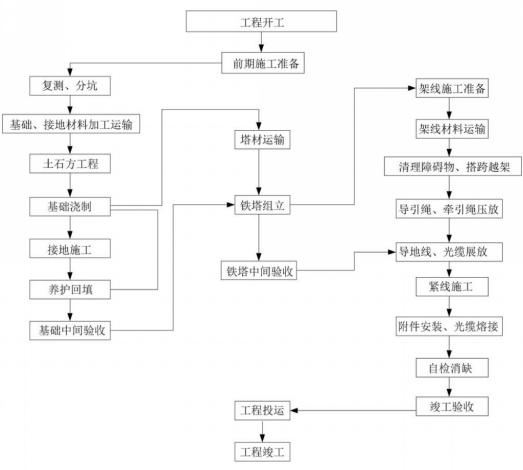 工程开工
前期施工准备
复测、分坑
基础、接地材料加工运输
土石方工程
基础浇制
接地施工
养护回填
基础中间验收
塔材运输
铁塔组立
铁塔中间验收
架线施工准备
架线材料运输
清理障碍物、搭跨越架
导引绳、牵引绳压放
导地线、光缆展放
紧线施工
附件安装、光缆熔接
自检消缺
竣工验收
工程投运
工程竣工